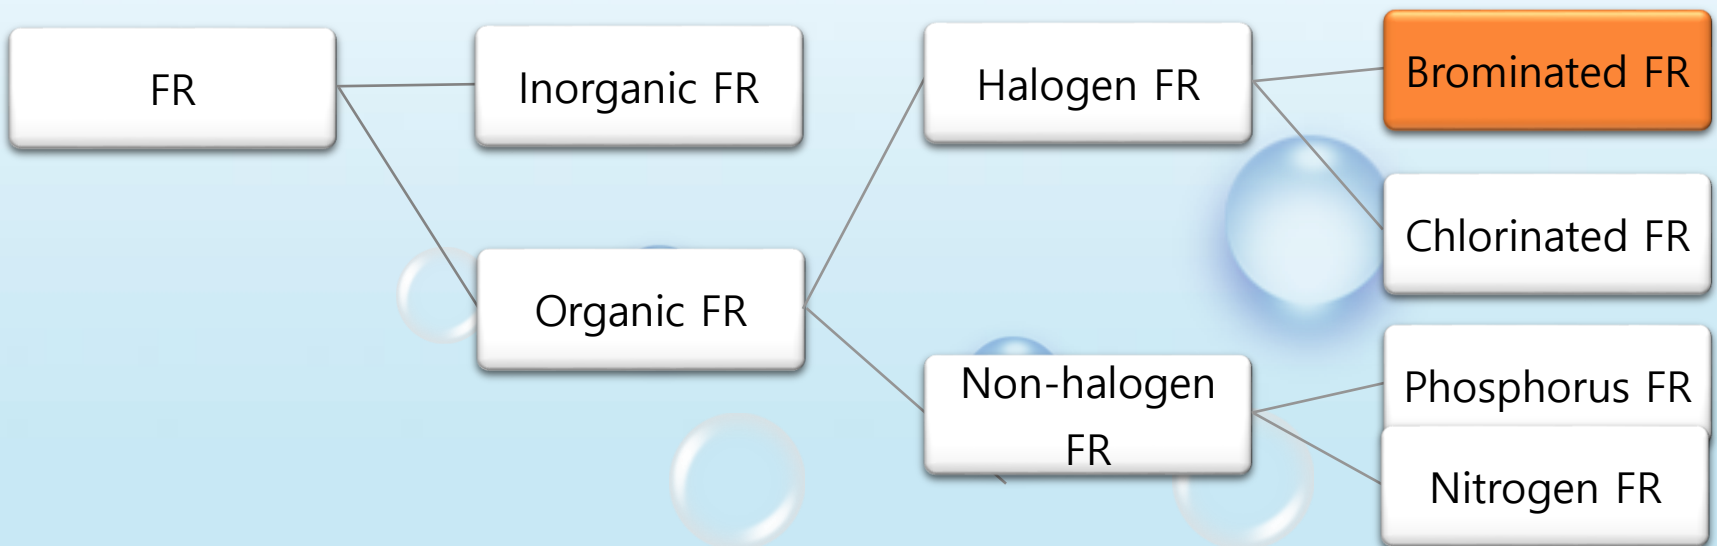 FR
Inorganic FR
Halogen FR
Brominated FR
Chlorinated FR
Organic FR
Non-halogen
FR
Phosphorus FR
Nitrogen FR